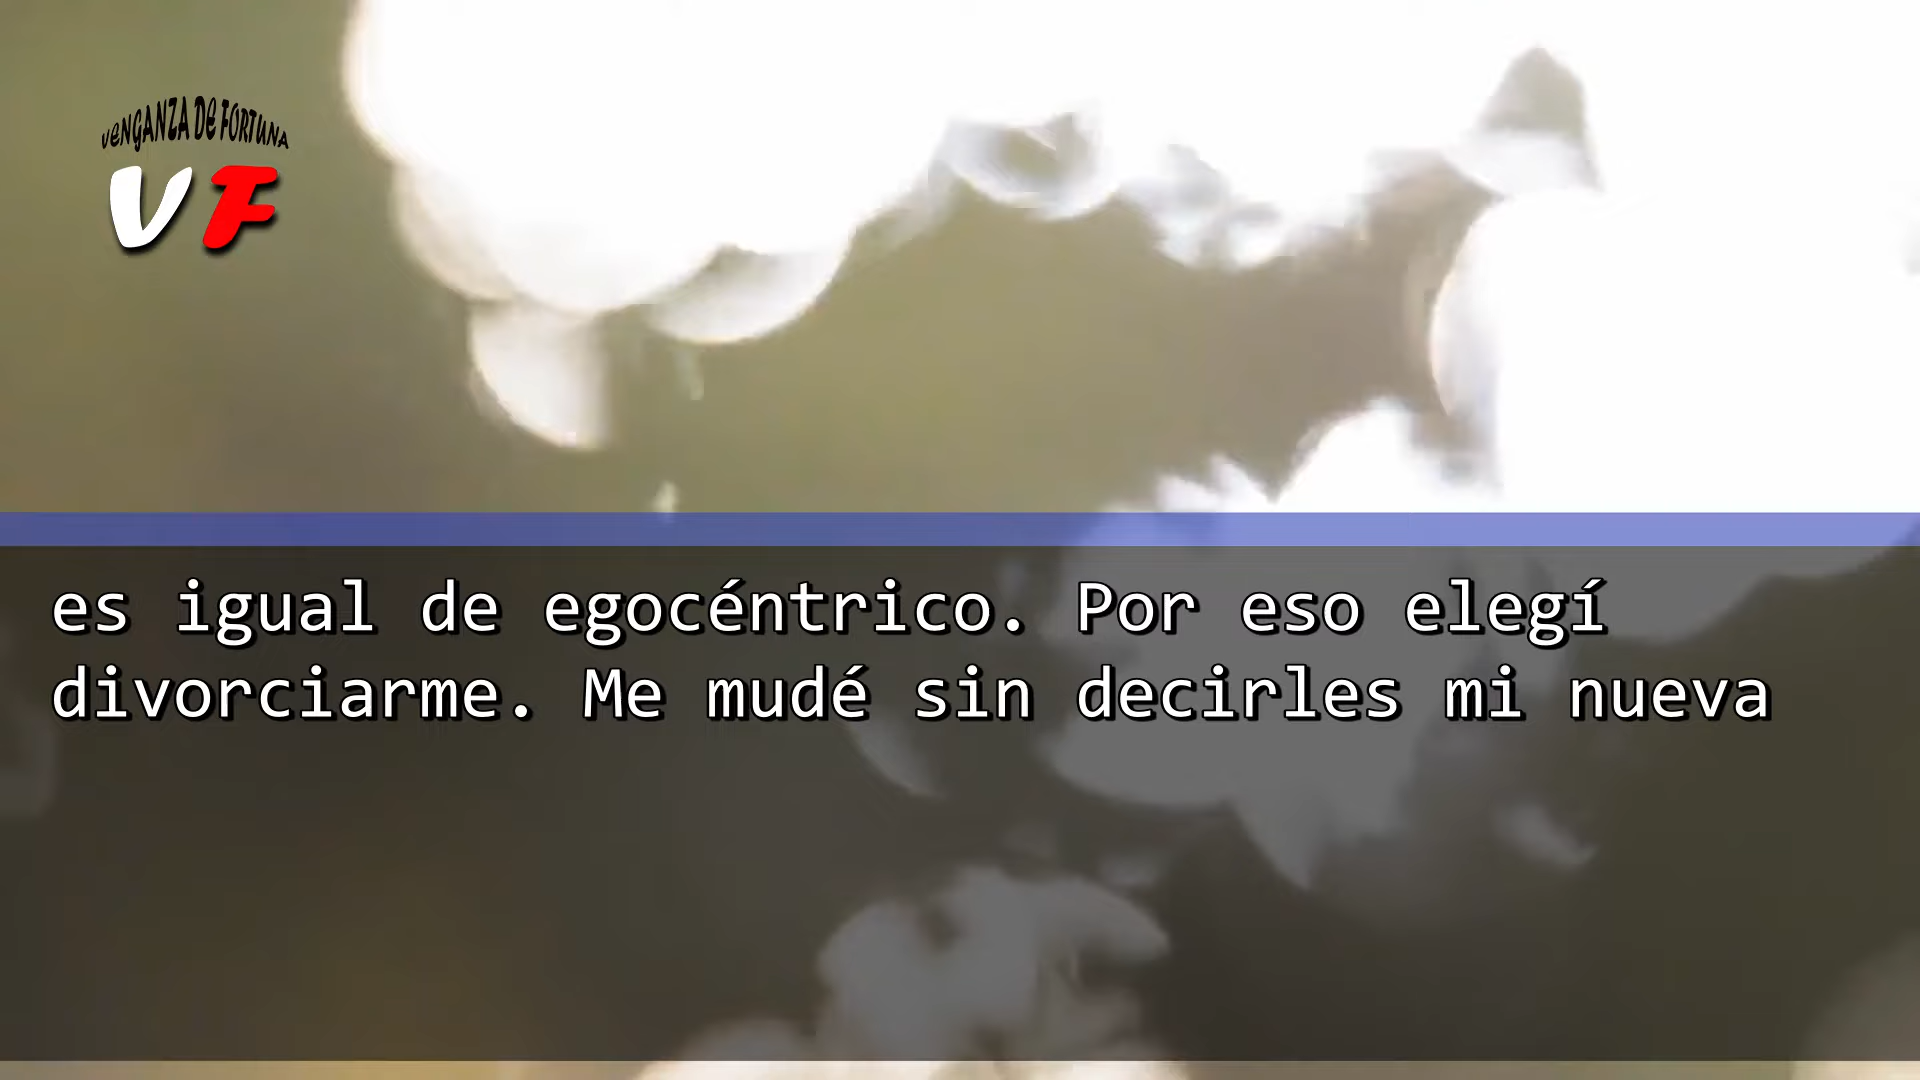 VENGANZA DE FORTUNA
VF
es igual de egocéntrico. Por eso elegí
divorciarme. Me mudé sin decirles mi nueva